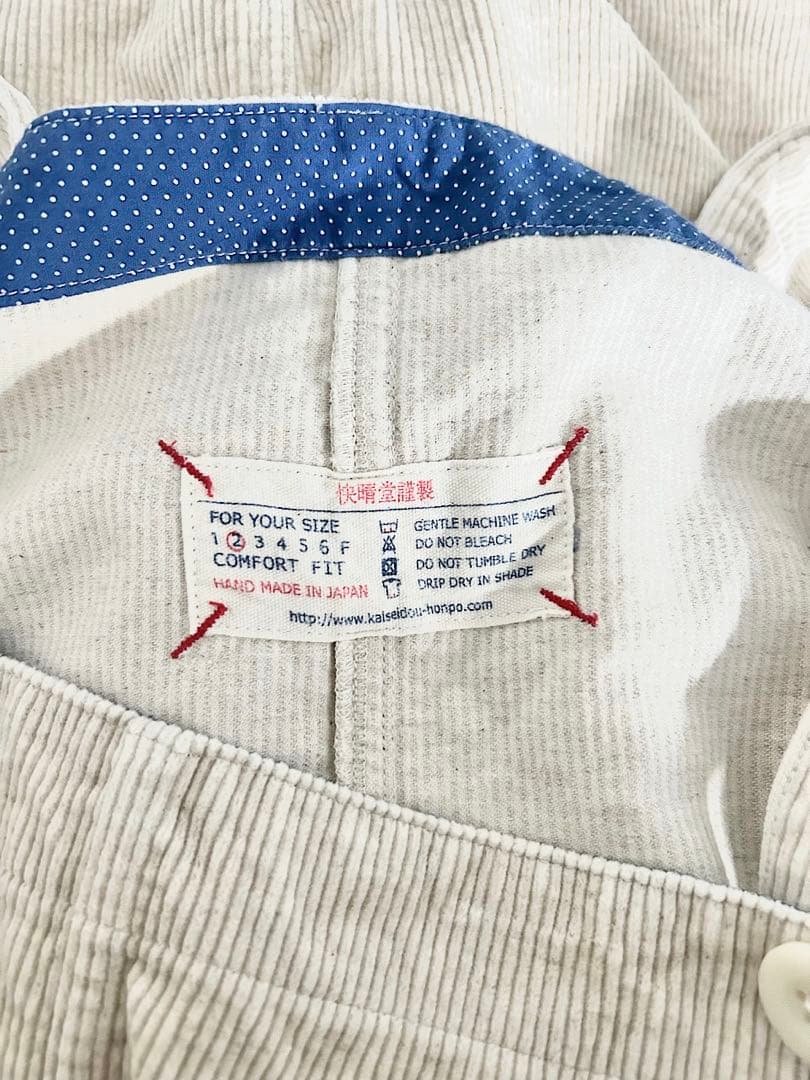 快晴堂謹製
FOR YOUR SIZE
1 2 3 4 5 6 F
COMFORT FIT
HAND MADE IN JAPAN
GENTLE MACHINE WASH
DO NOT BLEACH
DO NOT TUMBLE DRY
DRIP DRY IN SHADE
http://www.kaiseidou-honpo.com